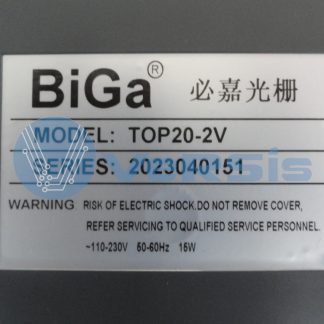 BiGa® 必嘉光栅
MODEL: TOP20-2V
SERIES: 2023040151
WARNING RISK OF ELECTRIC SHOCK.DO NOT REMOVE COVER,
REFER SERVICING TO QUALIFIED SERVICE PERSONNEL.
~110-230V 50-60Hz 15W